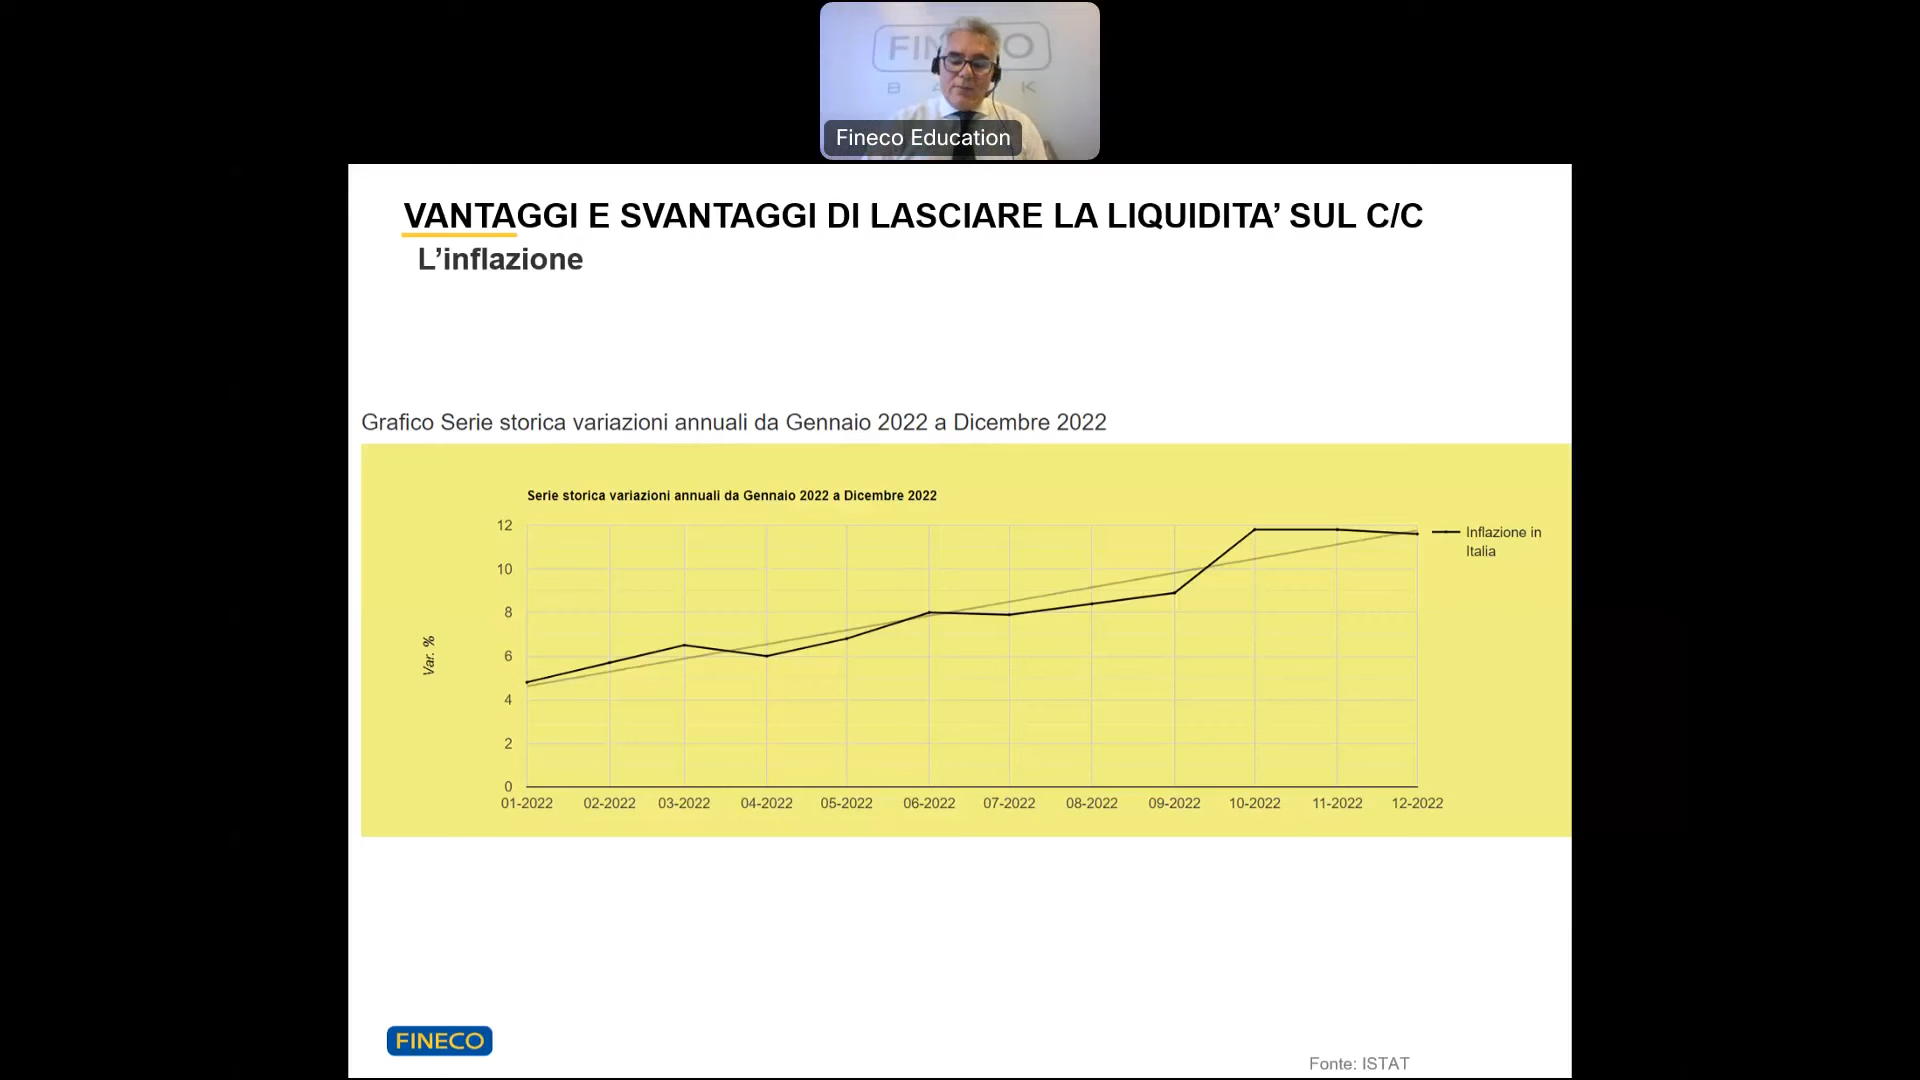 FINECO
BANK
Fineco Education
VANTAGGI E SVANTAGGI DI LASCIARE LA LIQUIDITA’ SUL C/C
L’inflazione
Grafico Serie storica variazioni annuali da Gennaio 2022 a Dicembre 2022
Serie storica variazioni annuali da Gennaio 2022 a Dicembre 2022
12
10
8
6
4
2
0
Var. %
Inflazione in
Italia
01-2022 02-2022 03-2022 04-2022 05-2022 06-2022 07-2022 08-2022 09-2022 10-2022 11-2022 12-2022
FINECO
Fonte: ISTAT